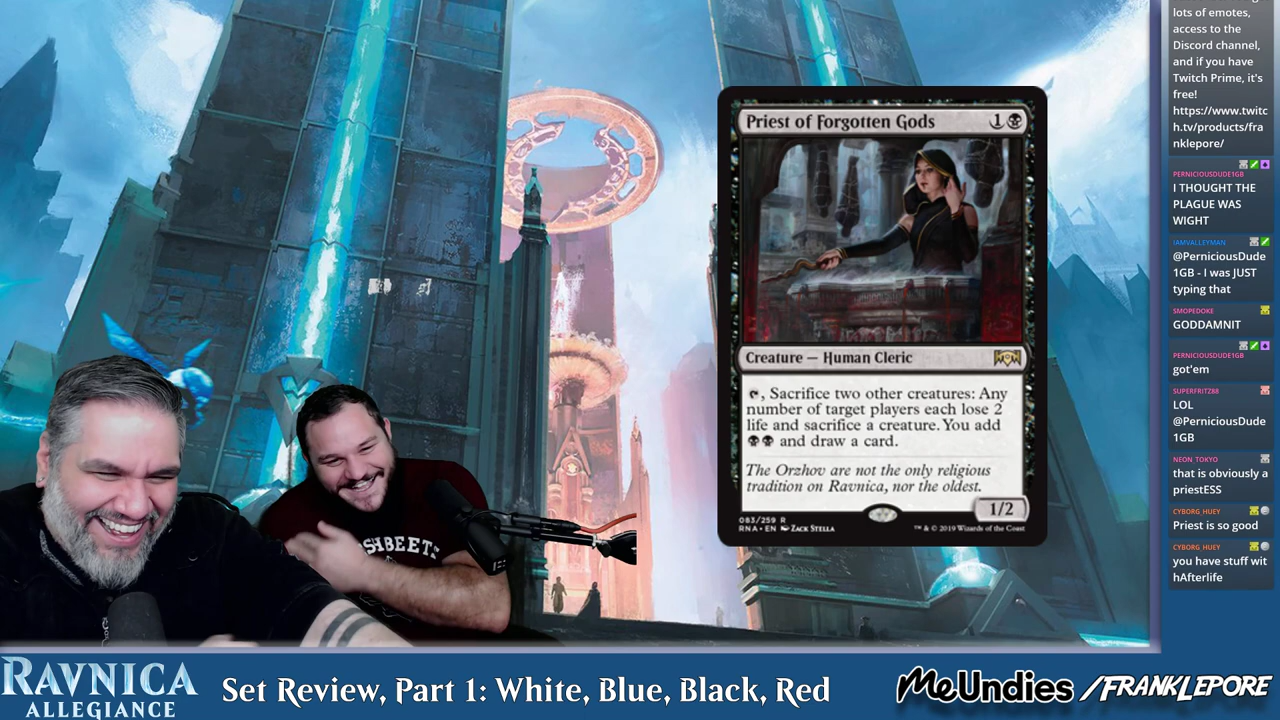 Priest of Forgotten Gods 1
Creature — Human Cleric
, Sacrifice two other creatures: Any
number of target players each lose 2
life and sacrifice a creature. You add
and draw a card.
The Orzhov are not the only religious
tradition on Ravnica, nor the oldest.
1/2
083/259 R
RNA • EN Zack Stella
™ & © 2019 Wizards of the Coast
SHBEETS
lots of emotes,
access to the
Discord channel,
and if you have
Twitch Prime, it's
free!
https://www.twitc
h.tv/products/fra
nklepore/
PERNICIOUSDUDE1GB
I THOUGHT THE
PLAGUE WAS
WIGHT
IAMVALLEYMAN
@PerniciousDude
1GB - I was JUST
typing that
SMOPEDOKE
GODDAMNIT
PERNICIOUSDUDE1GB
got'em
SUPERFRITZ88
LOL
@PerniciousDude
1GB
NEON_TOKYO
that is obviously a
priestESS
CYBORG_HUEY
Priest is so good
CYBORG_HUEY
you have stuff wit
hAfterlife
RAVNICA
ALLEGIANCE
Set Review, Part 1: White, Blue, Black, Red
MeUndies /FRANKLEPORE